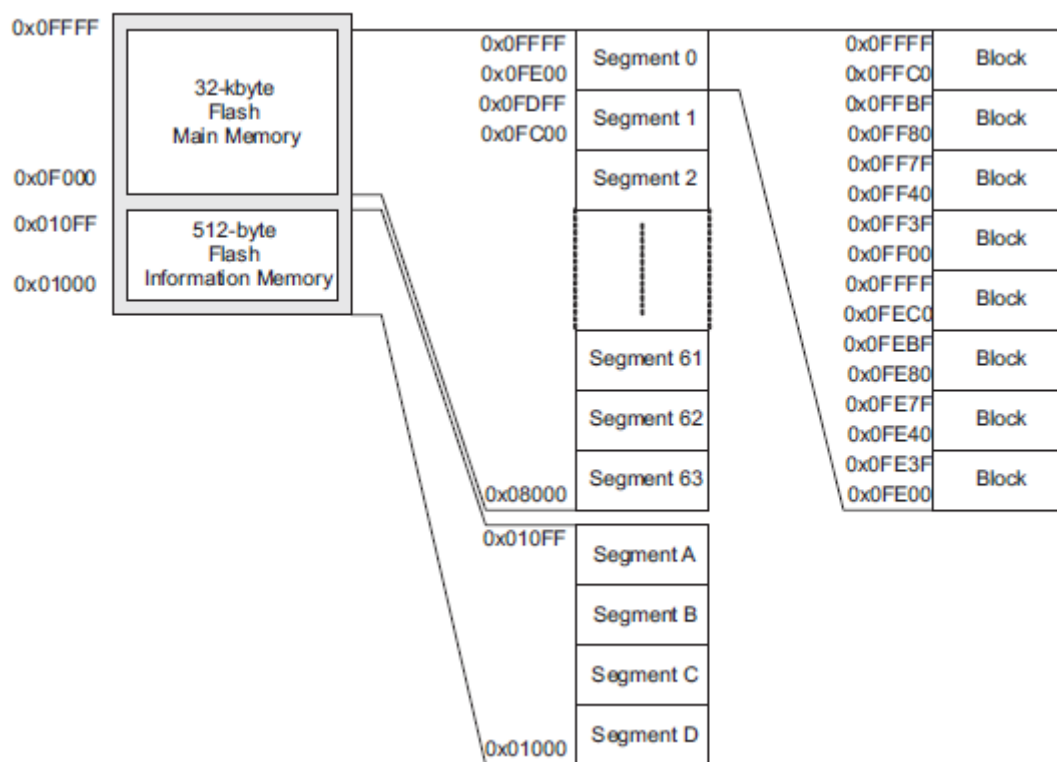 0x0FFFF
32-kbyte
Flash
Main Memory
0x0F000
0x010FF
512-byte
Flash
Information Memory
0x01000
0x0FFFF
Segment 0
0x0FE00
0x0FDFF
Segment 1
0x0FC00
Segment 2
Segment 61
Segment 62
Segment 63
0x08000
0x010FF
Segment A
Segment B
Segment C
Segment D
0x01000
0x0FFFF
Block
0x0FFC0
0x0FFBF
Block
0x0FF80
0x0FF7F
Block
0x0FF40
0x0FF3F
Block
0x0FF00
0x0FFFF
Block
0x0FEC0
0x0FEBF
Block
0x0FE80
0x0FE7F
Block
0x0FE40
0x0FE3F
Block
0x0FE00